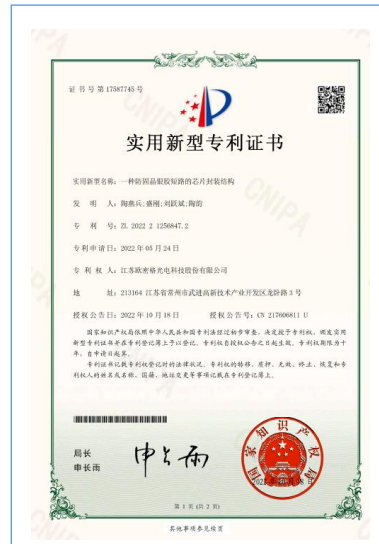 证书号第17587745号
实用新型专利证书
实用新型名称：一种防固晶银胶短路的芯片封装结构
发 明 人：陶燕兵;盛刚;刘跃斌;陶韵
专 利 号：ZL 2022 2 1256847.2
专利申请日：2022年05月24日
专 利 权 人：江苏欧密格光电科技股份有限公司
地 址：213164 江苏省常州市武进高新技术产业开发区龙卧路3号
授权公告日：2022年10月18日 授权公告号：CN 217606811 U
国家知识产权局依照中华人民共和国专利法经过初步审查，决定授予专利权，颁发实用
新型专利证书并在专利登记簿上予以登记。专利权自授权公告之日起生效。专利权期限为十
年，自申请日起算。
专利证书记载专利权登记时的法律状况。专利权的转移、质押、无效、终止、恢复和专
利权人的姓名或名称、国籍、地址变更等事项记载在专利登记簿上。
局长
申长雨
申长雨
国家知识产权局
第 1 页 (共 2 页)
其他事项参见续页
CNIPA